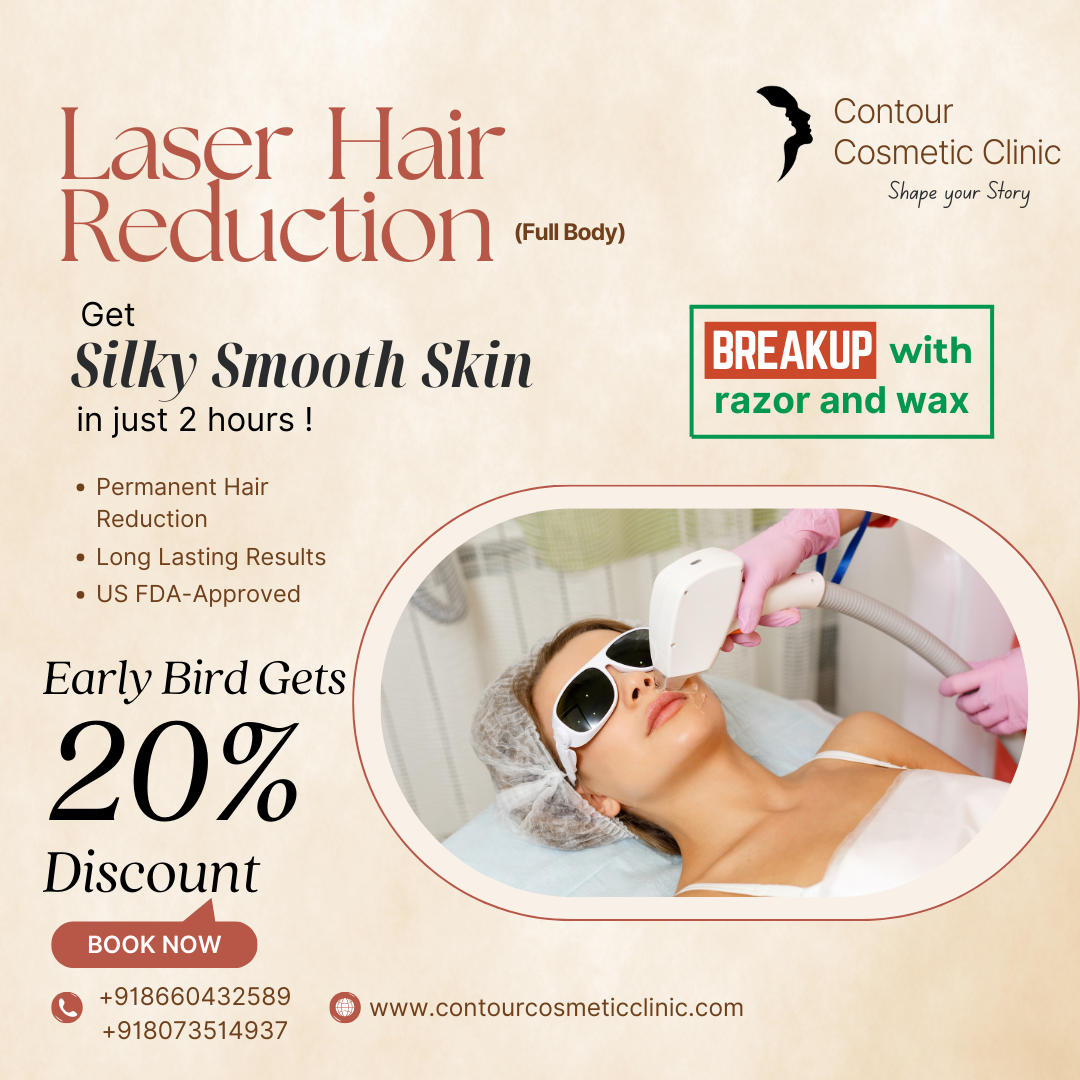 Laser Hair
Reduction (Full Body)
Contour
Cosmetic Clinic
Shape your Story
Get
Silky Smooth Skin
in just 2 hours !
BREAKUP with
razor and wax
• Permanent Hair
Reduction
• Long Lasting Results
• US FDA-Approved
Early Bird Gets
20%
Discount
BOOK NOW
+918660432589
+918073514937
www.contourcosmeticclinic.com